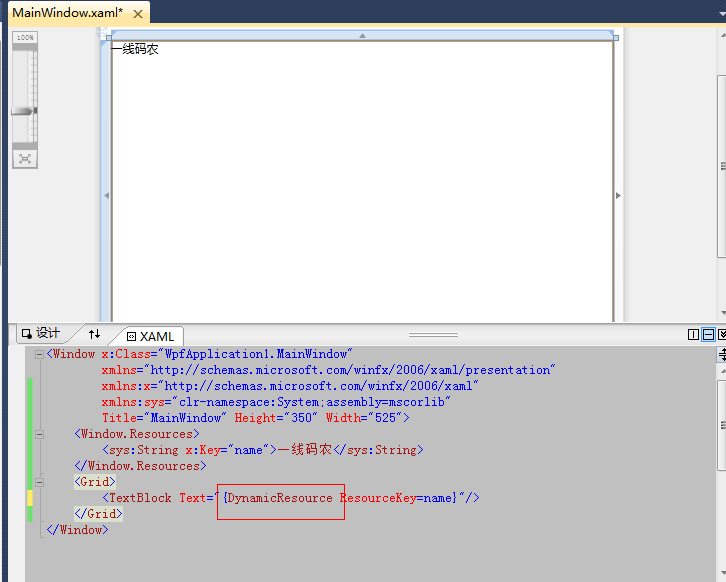 MainWindow.xaml*
100%
一线码农
设计
XAML
<Window x:Class="WpfApplication1.MainWindow"
xmlns="http://schemas.microsoft.com/winfx/2006/xaml/presentation"
xmlns:x="http://schemas.microsoft.com/winfx/2006/xaml"
xmlns:sys="clr-namespace:System;assembly=mscorlib"
Title="MainWindow" Height="350" Width="525">
<Window.Resources>
<sys:String x:Key="name">一线码农</sys:String>
</Window.Resources>
<Grid>
<TextBlock Text="{DynamicResource ResourceKey=name}"/>
</Grid>
</Window>